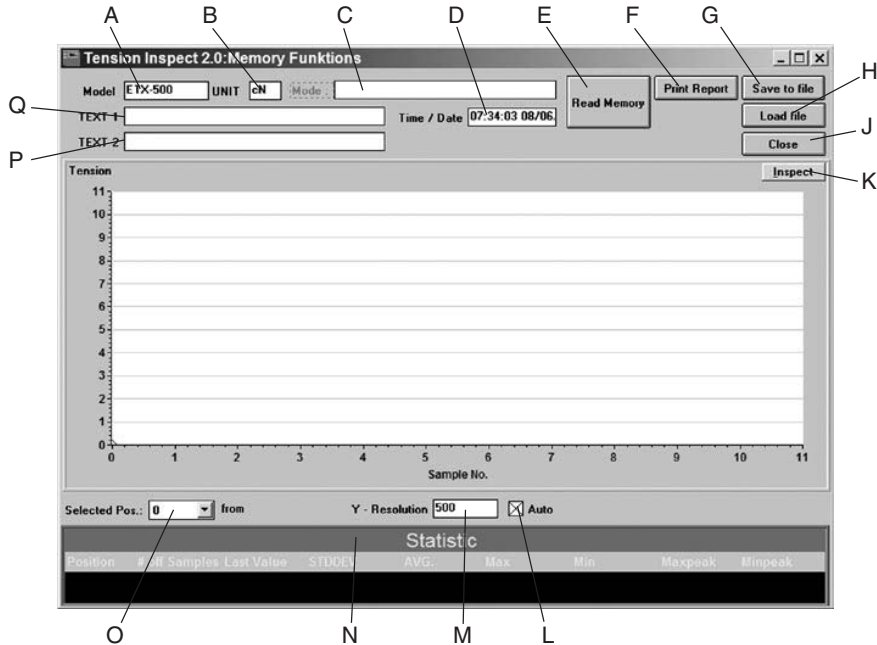 A B C D E F G
Tension Inspect 2.0:Memory Funktions
H
Model ETX-500 UNIT cN Mode : Read Memory Print Report Save to file
Q TEXT 1 Time / Date 07:34:03 08/06. Load file
J
P TEXT 2 Close
Tension Inspect K
11
10
9
8
7
6
5
4
3
2
1
0
0 1 2 3 4 5 6 7 8 9 10 11
Sample No.
Selected Pos.: 0 from Y - Resolution 500 Auto
Statistic
Position # off Samples Last Value STDDEV AVG. Max Min Maxpeak Minpeak
O N M L